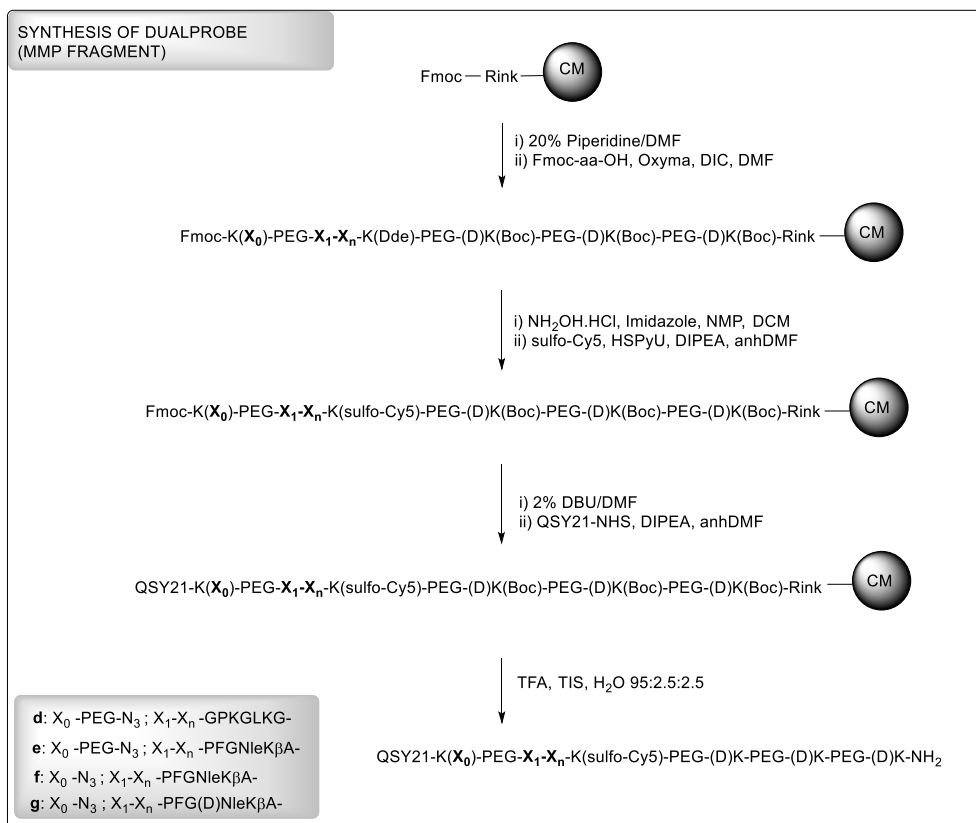 SYNTHESIS OF DUALPROBE
(MMP FRAGMENT)
Fmoc — Rink — CM
i) 20% Piperidine/DMF
ii) Fmoc-aa-OH, Oxyma, DIC, DMF
Fmoc-K(X₀)-PEG-X₁-Xₙ-K(Dde)-PEG-(D)K(Boc)-PEG-(D)K(Boc)-PEG-(D)K(Boc)-Rink — CM
i) NH₂OH.HCl, Imidazole, NMP, DCM
ii) sulfo-Cy5, HSPyU, DIPEA, anhDMF
Fmoc-K(X₀)-PEG-X₁-Xₙ-K(sulfo-Cy5)-PEG-(D)K(Boc)-PEG-(D)K(Boc)-PEG-(D)K(Boc)-Rink — CM
i) 2% DBU/DMF
ii) QSY21-NHS, DIPEA, anhDMF
QSY21-K(X₀)-PEG-X₁-Xₙ-K(sulfo-Cy5)-PEG-(D)K(Boc)-PEG-(D)K(Boc)-PEG-(D)K(Boc)-Rink — CM
TFA, TIS, H₂O 95:2.5:2.5
QSY21-K(X₀)-PEG-X₁-Xₙ-K(sulfo-Cy5)-PEG-(D)K-PEG-(D)K-PEG-(D)K-NH₂
d: X₀ -PEG-N₃ ; X₁-Xₙ -GPKGLKG-
e: X₀ -PEG-N₃ ; X₁-Xₙ -PFGNleKβA-
f: X₀ -N₃ ; X₁-Xₙ -PFGNleKβA-
g: X₀ -N₃ ; X₁-Xₙ -PFG(D)NleKβA-